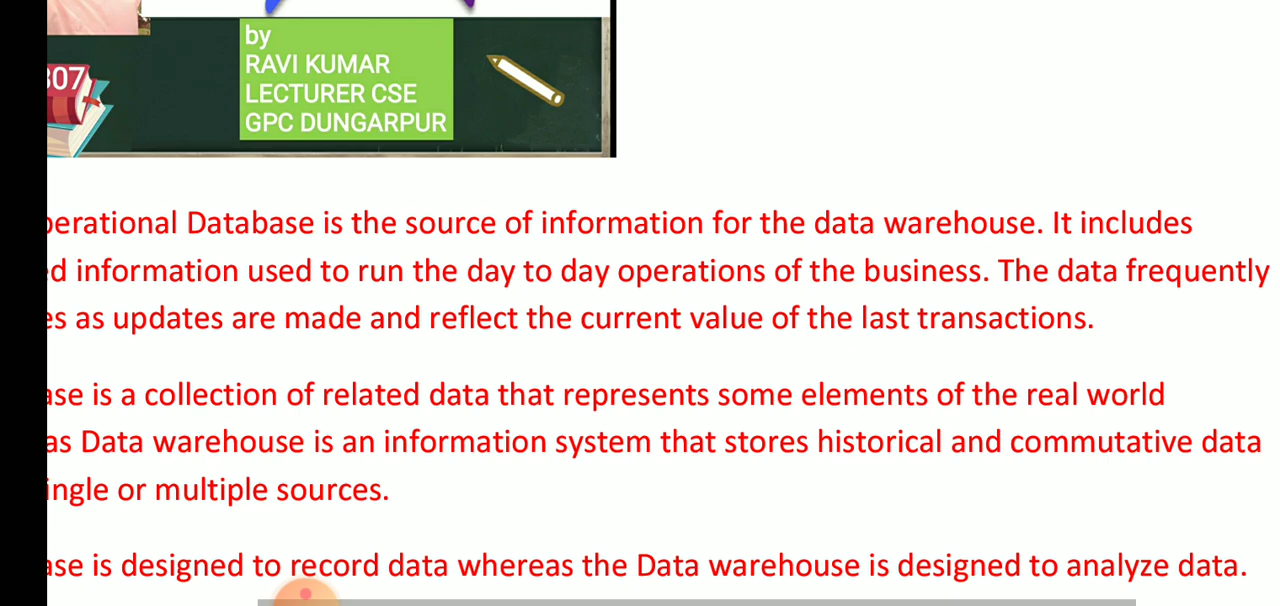 by
RAVI KUMAR
LECTURER CSE
GPC DUNGARPUR
307
perational Database is the source of information for the data warehouse. It includes
ed information used to run the day to day operations of the business. The data frequently
es as updates are made and reflect the current value of the last transactions.
ase is a collection of related data that represents some elements of the real world
as Data warehouse is an information system that stores historical and commutative data
ingle or multiple sources.
ase is designed to record data whereas the Data warehouse is designed to analyze data.